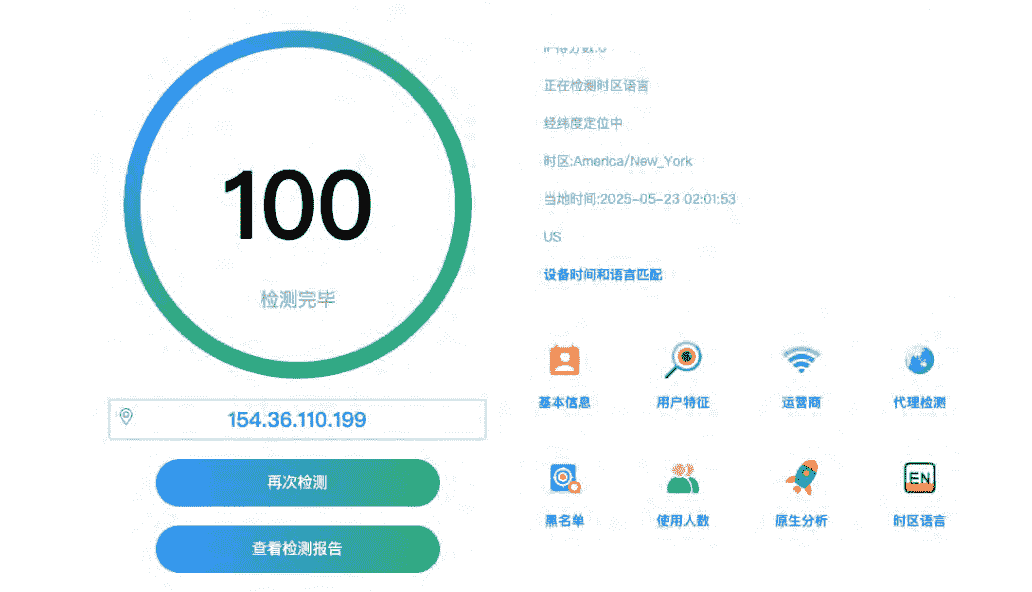 100
检测完毕
154.36.110.199
再次检测
查看检测报告
正在检测时区语言
经纬度定位中
时区:America/New_York
当地时间:2025-05-23 02:01:53
US
设备时间和语言匹配
基本信息
用户特征
运营商
代理检测
黑名单
使用人数
原生分析
EN
时区语言